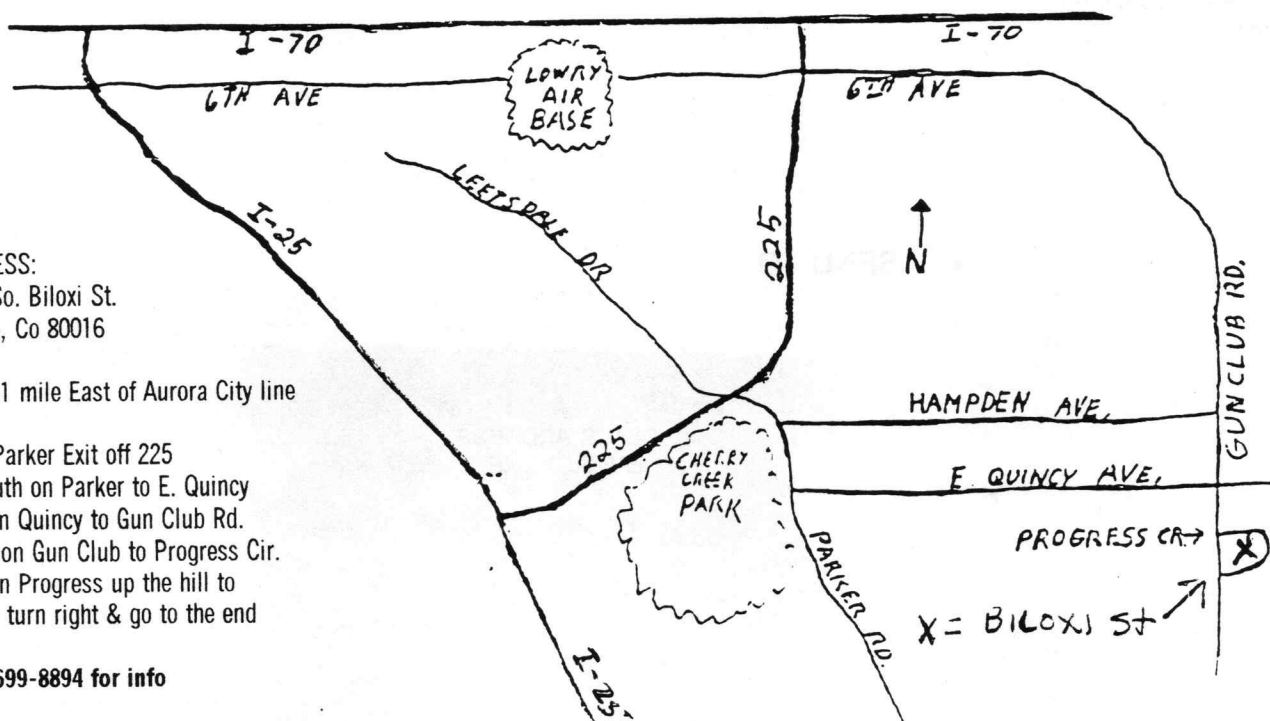 I-70
I-70
6TH AVE
LOWRY
AIR
BASE
6TH AVE
LEETSDALE DR
I-25
225
N
GUN CLUB RD.
ESS:
So. Biloxi St.
, Co 80016
1 mile East of Aurora City line
Parker Exit off 225
uth on Parker to E. Quincy
n Quincy to Gun Club Rd.
on Gun Club to Progress Cir.
n Progress up the hill to
turn right & go to the end
699-8894 for info
HAMPDEN AVE,
225
CHERRY
CREEK
PARK
E. QUINCY AVE,
PROGRESS CR→
X
PARKER RD.
X = BILOXI St
I-25